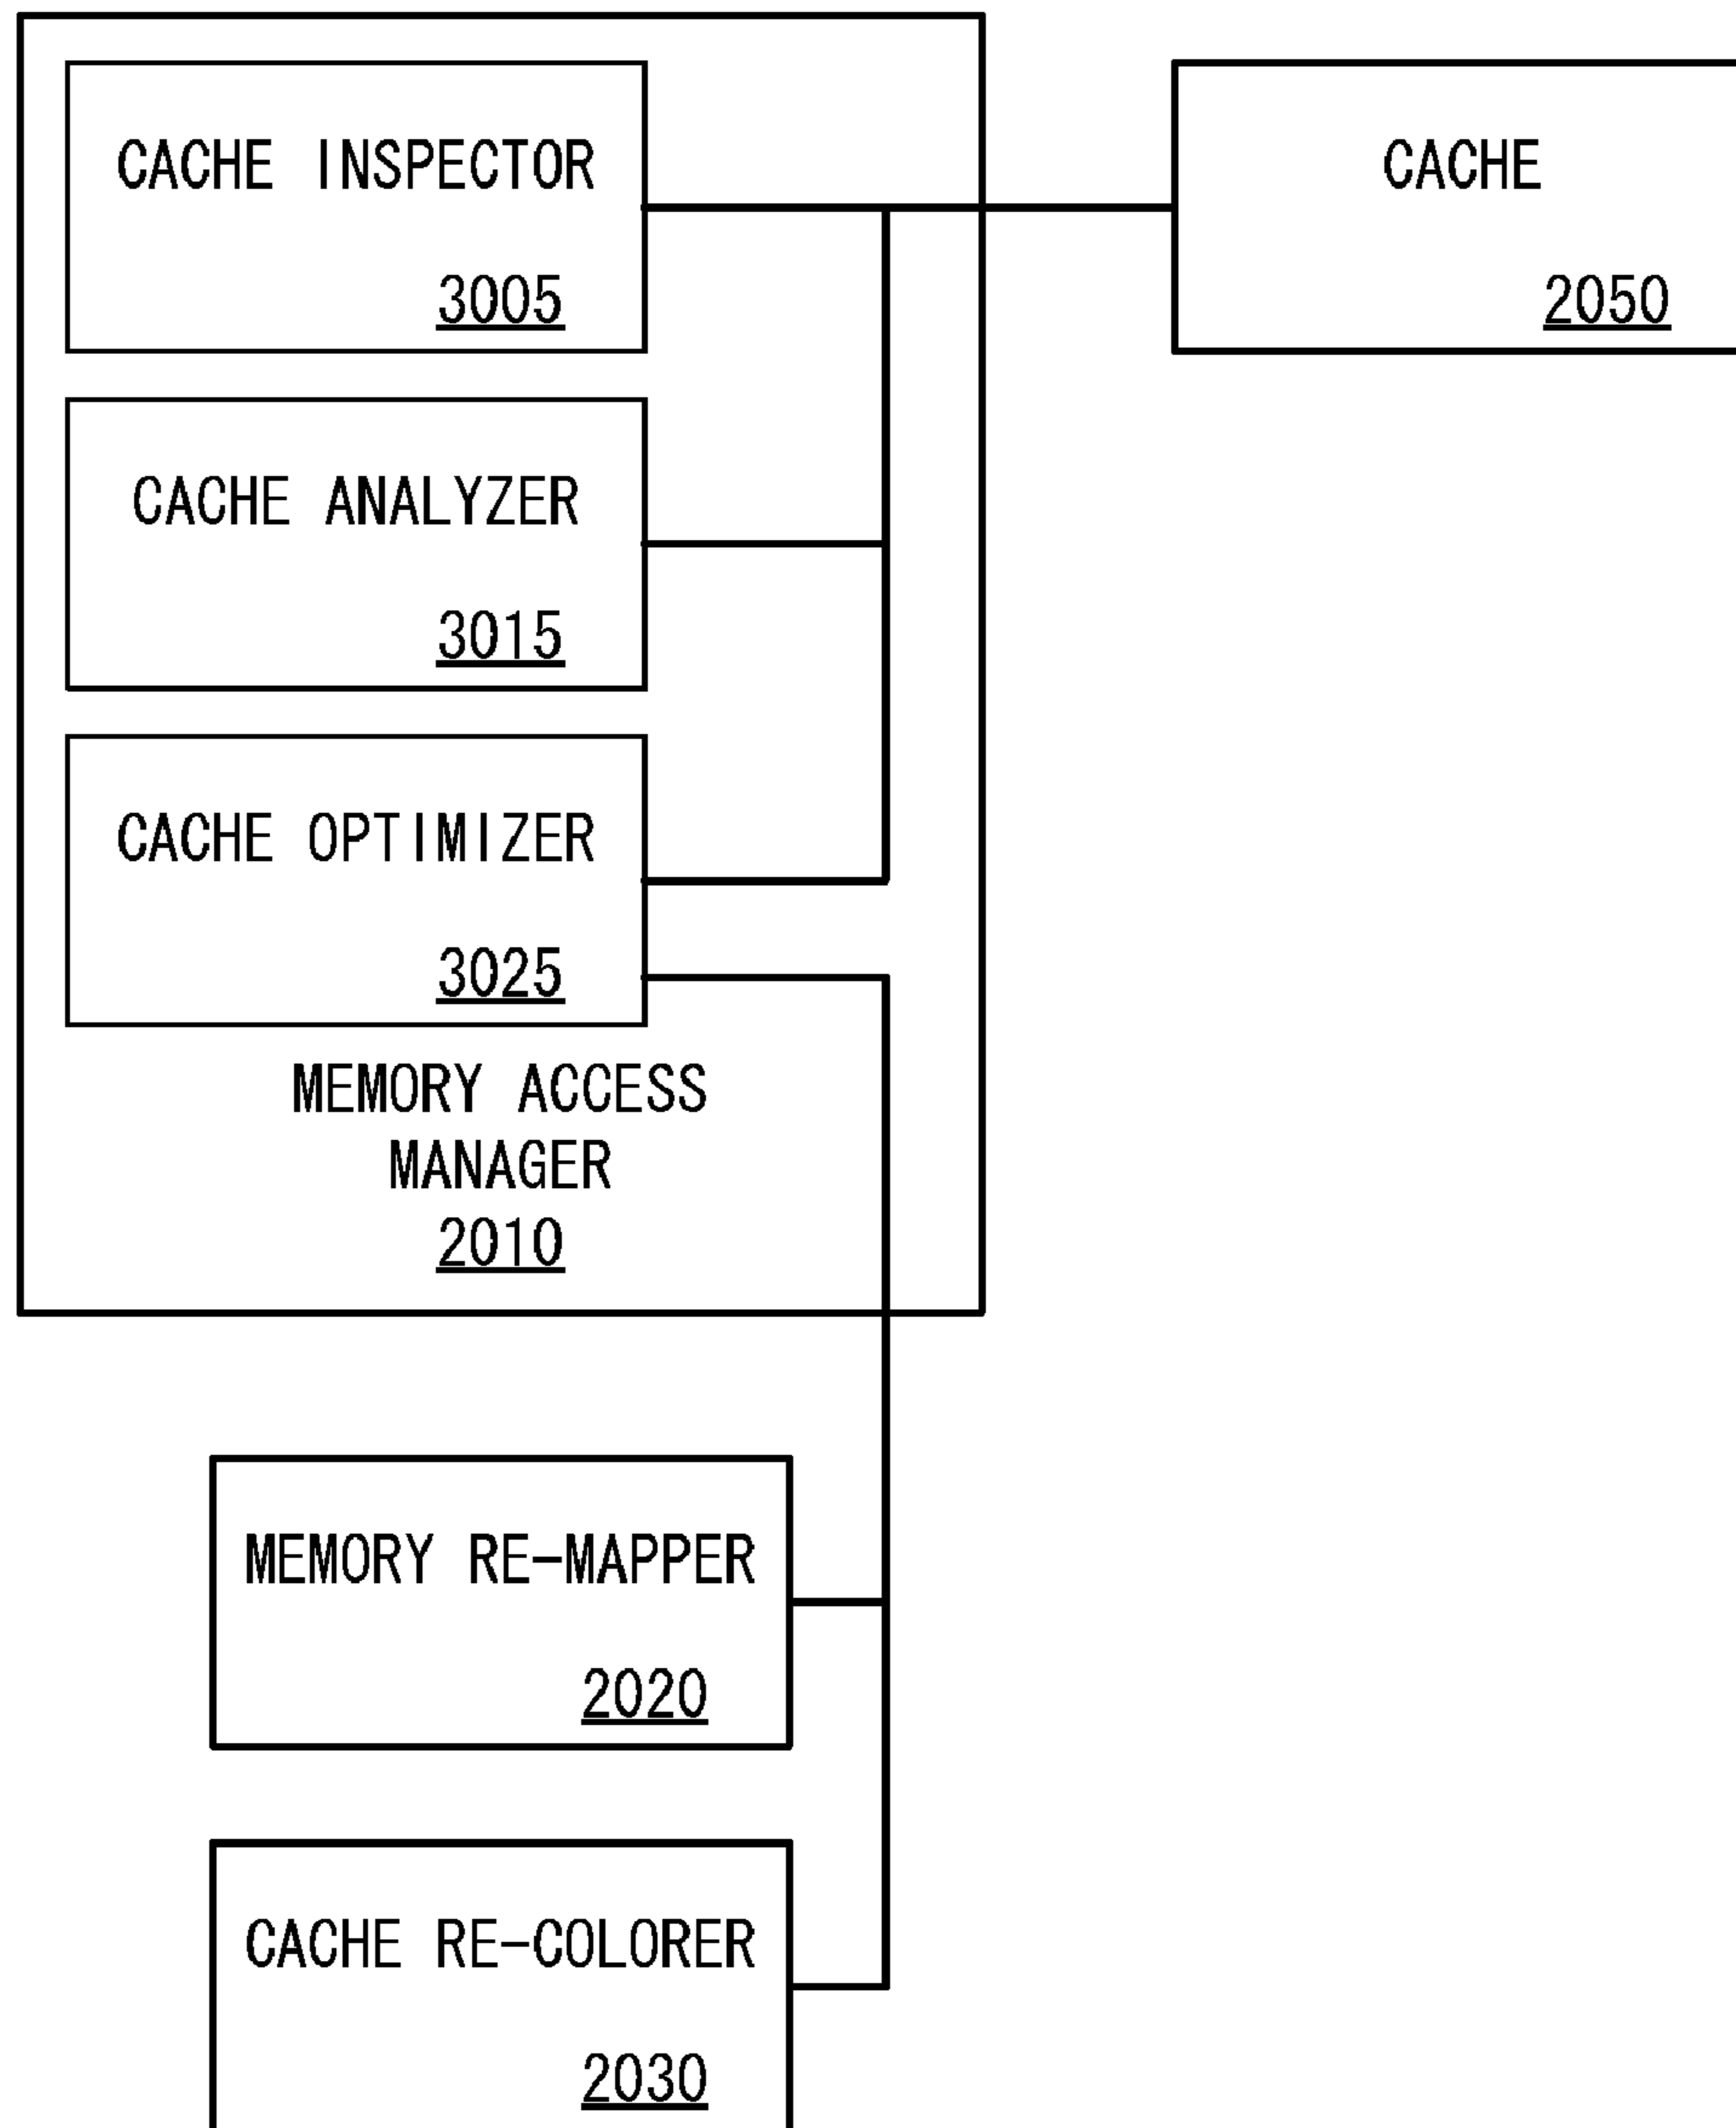 CACHE INSPECTOR
3005
CACHE
2050
CACHE ANALYZER
3015
CACHE OPTIMIZER
3025
MEMORY ACCESS
MANAGER
2010
MEMORY RE-MAPPER
2020
CACHE RE-COLORER
2030